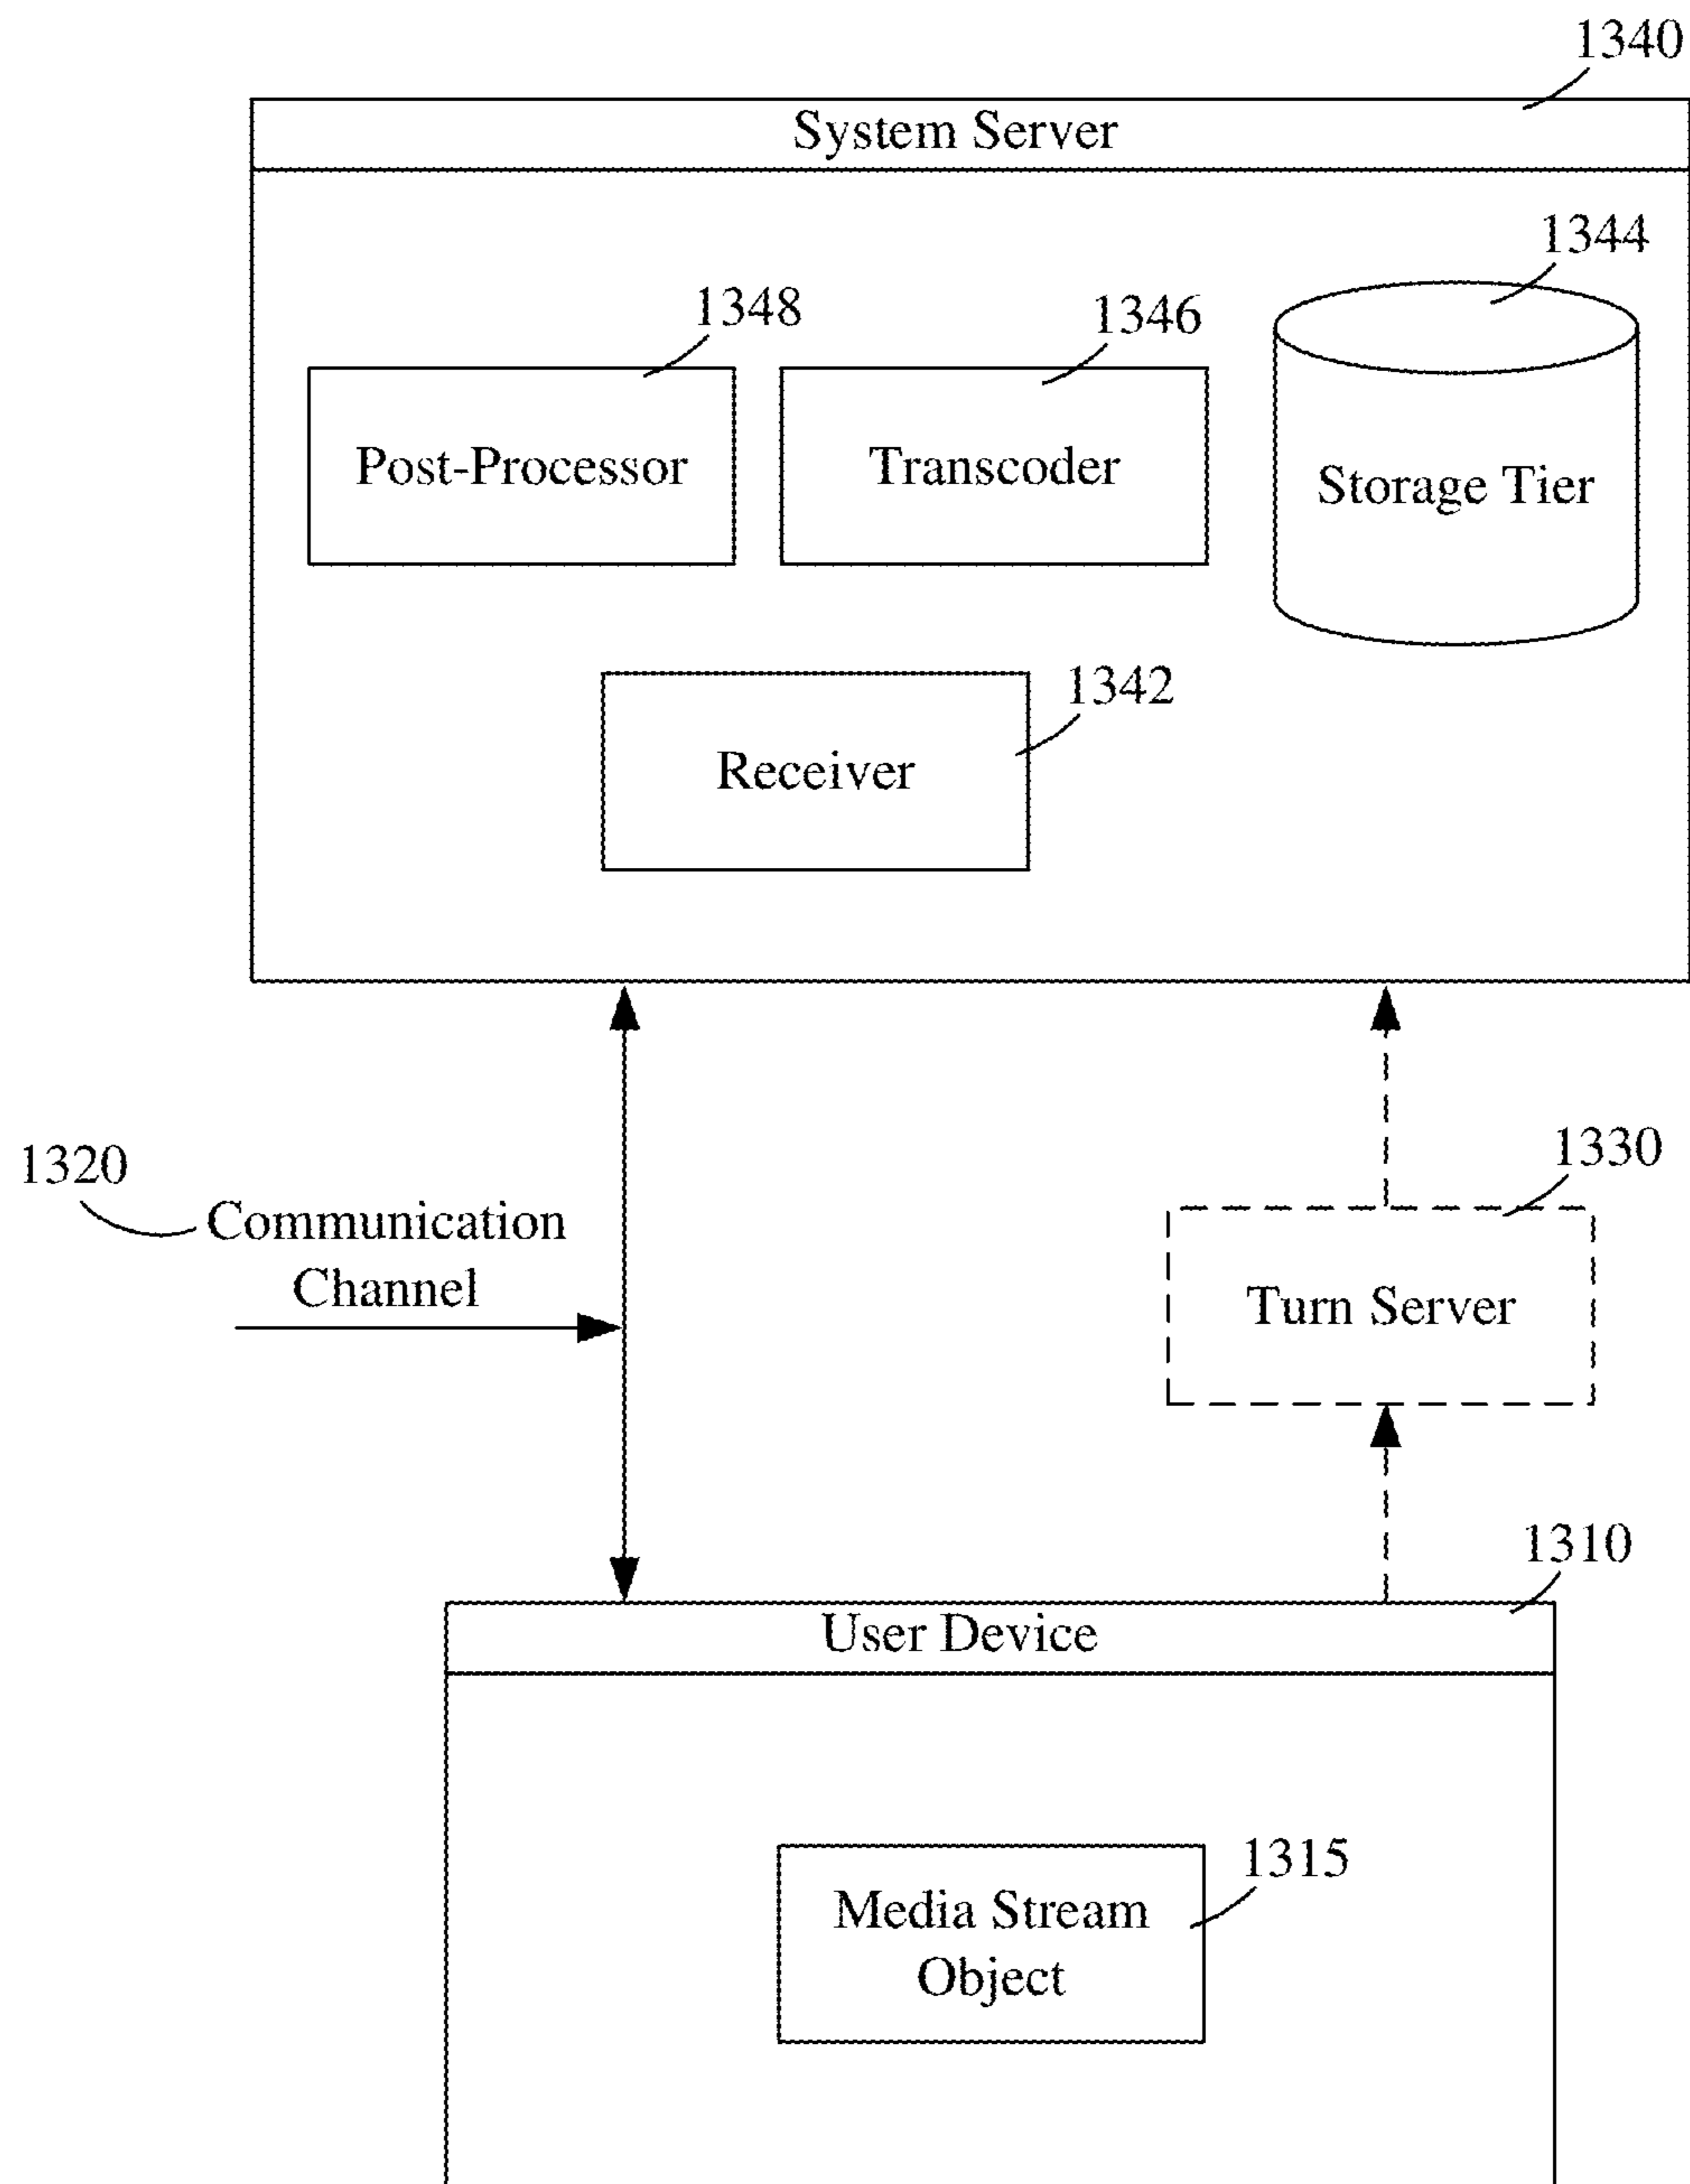 1340
System Server
1344
1348
1346
Post-Processor
Transcoder
Storage Tier
1342
Receiver
1320
Communication
Channel
1330
Turn Server
1310
User Device
1315
Media Stream
Object